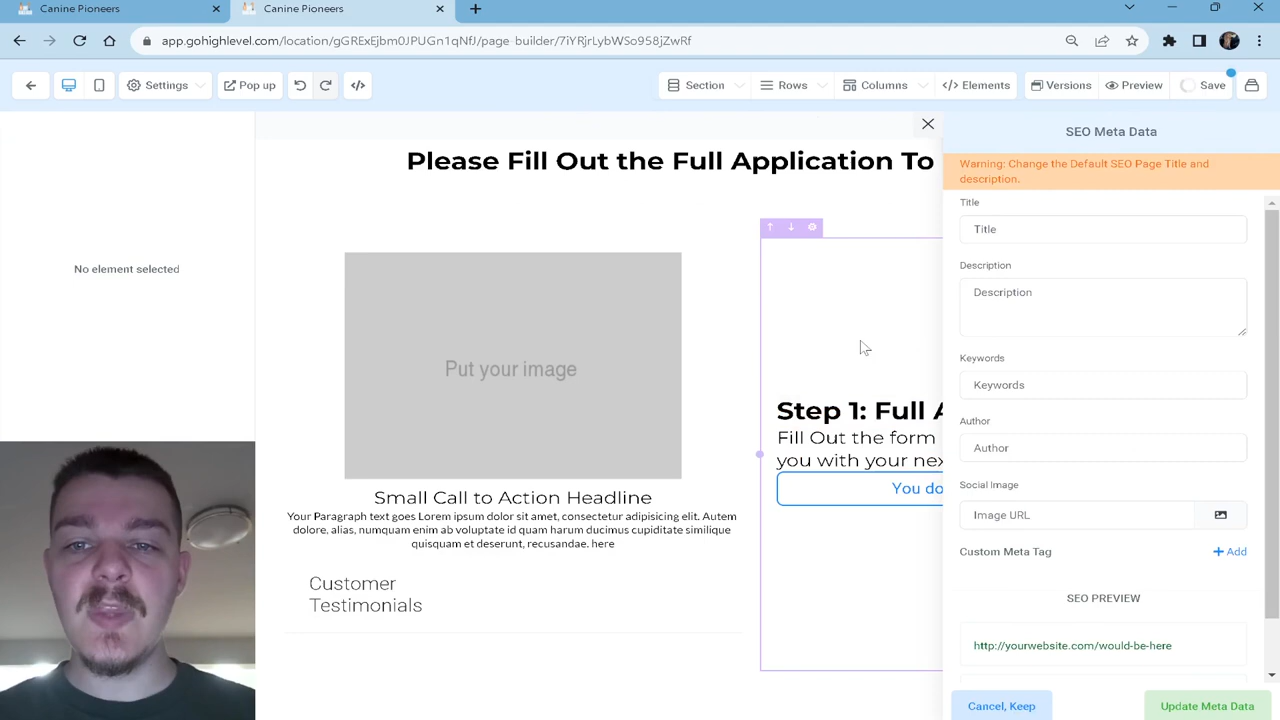 Canine Pioneers
Canine Pioneers
app.gohighlevel.com/location/gGRExEjbm0JPUGn1qNfJ/page-builder/7iYRjrLybWSo958jZwRf
Settings
Pop up
Section
Rows
Columns
Elements
Versions
Preview
Save
No element selected
Please Fill Out the Full Application To
Put your image
Small Call to Action Headline
Your Paragraph text goes Lorem ipsum dolor sit amet, consectetur adipisicing elit. Autem
dolore, alias, numquam enim ab voluptate id quam harum ducimus cupiditate similique
quisquam et deserunt, recusandae. here
Customer
Testimonials
Step 1: Full A
Fill Out the form
you with your nex
You do
SEO Meta Data
Warning: Change the Default SEO Page Title and
description.
Title
Title
Description
Description
Keywords
Keywords
Author
Author
Social Image
Image URL
Custom Meta Tag
+ Add
SEO PREVIEW
http://yourwebsite.com/would-be-here
Cancel, Keep
Update Meta Data